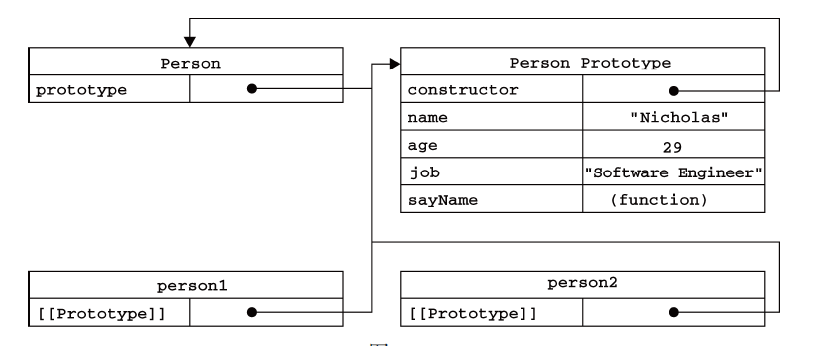 Person
prototype
Person Prototype
constructor
name "Nicholas"
age 29
job "Software Engineer"
sayName (function)
person1
[[Prototype]]
person2
[[Prototype]]